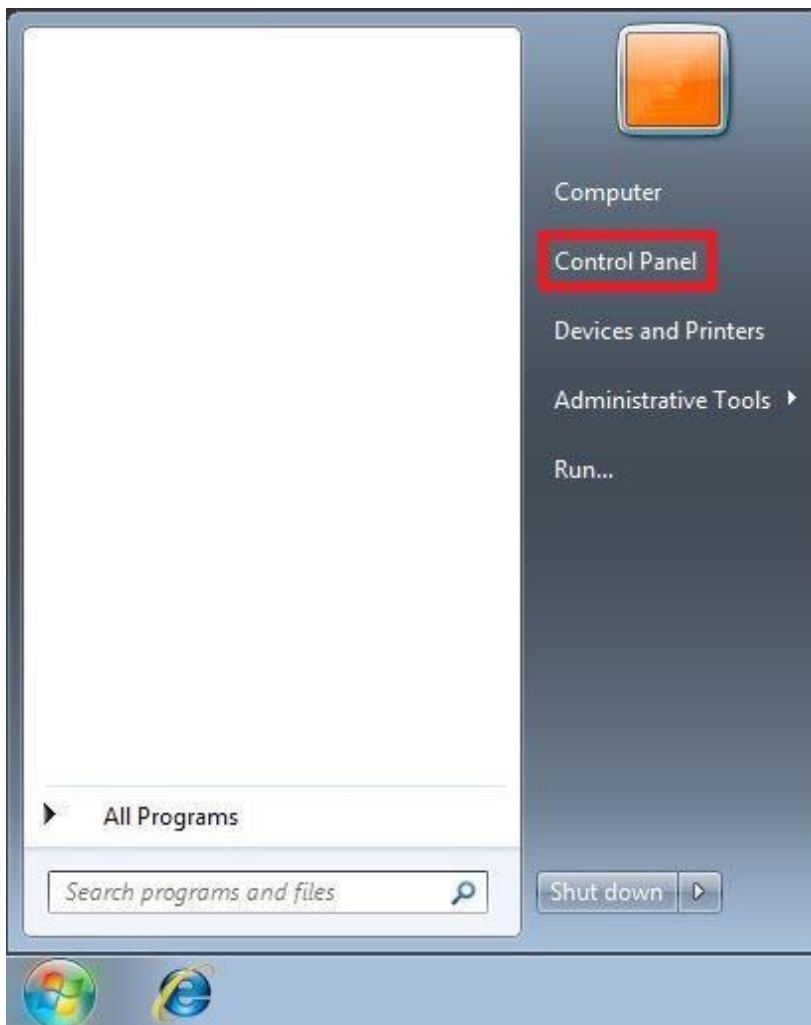 Computer
Control Panel
Devices and Printers
Administrative Tools
Run...
All Programs
Search programs and files
Shut down